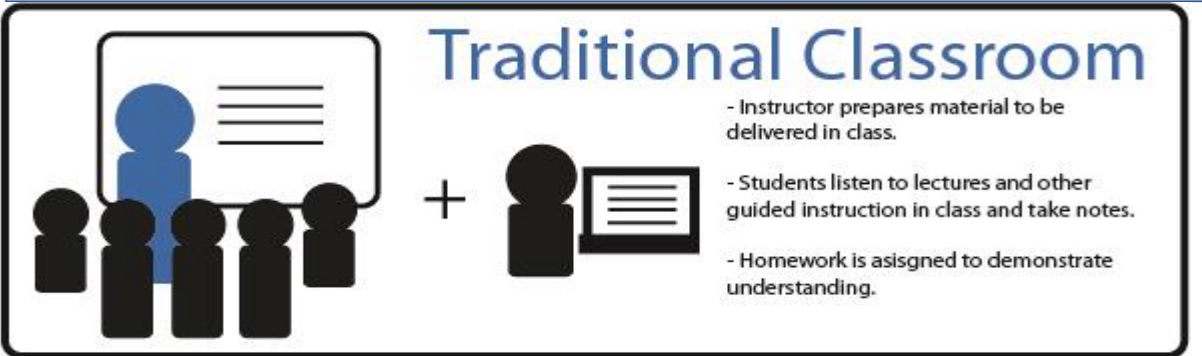 Traditional Classroom
- Instructor prepares material to be
delivered in class.
- Students listen to lectures and other
guided instruction in class and take notes.
- Homework is asisgned to demonstrate
understanding.